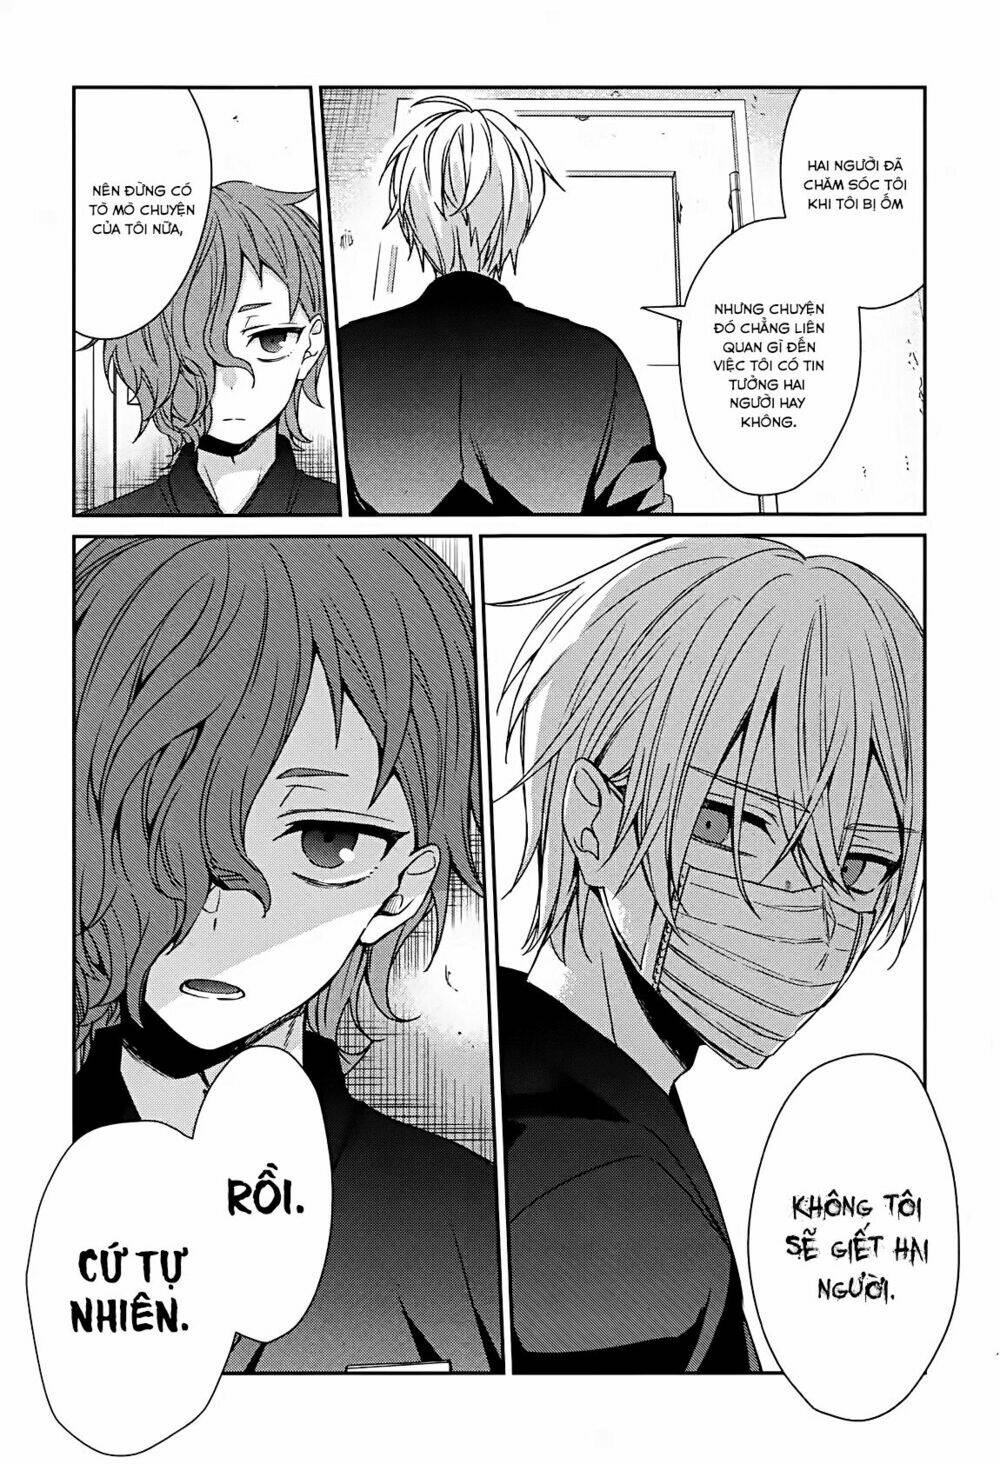 HAI NGƯỜI ĐÃ
CHĂM SÓC TÔI
KHI TÔI BỊ ỐM
NHƯNG CHUYỆN
ĐÓ CHẲNG LIÊN
QUAN GÌ ĐẾN
VIỆC TÔI CÓ TIN
TƯỞNG HAI
NGƯỜI HAY
KHÔNG.
NÊN ĐỪNG CÓ
TÒ MÒ CHUYỆN
CỦA TÔI NỮA,
KHÔNG TÔI
SẼ GIẾT HAI
NGƯỜI.
RỒI.
CỨ TỰ
NHIÊN.